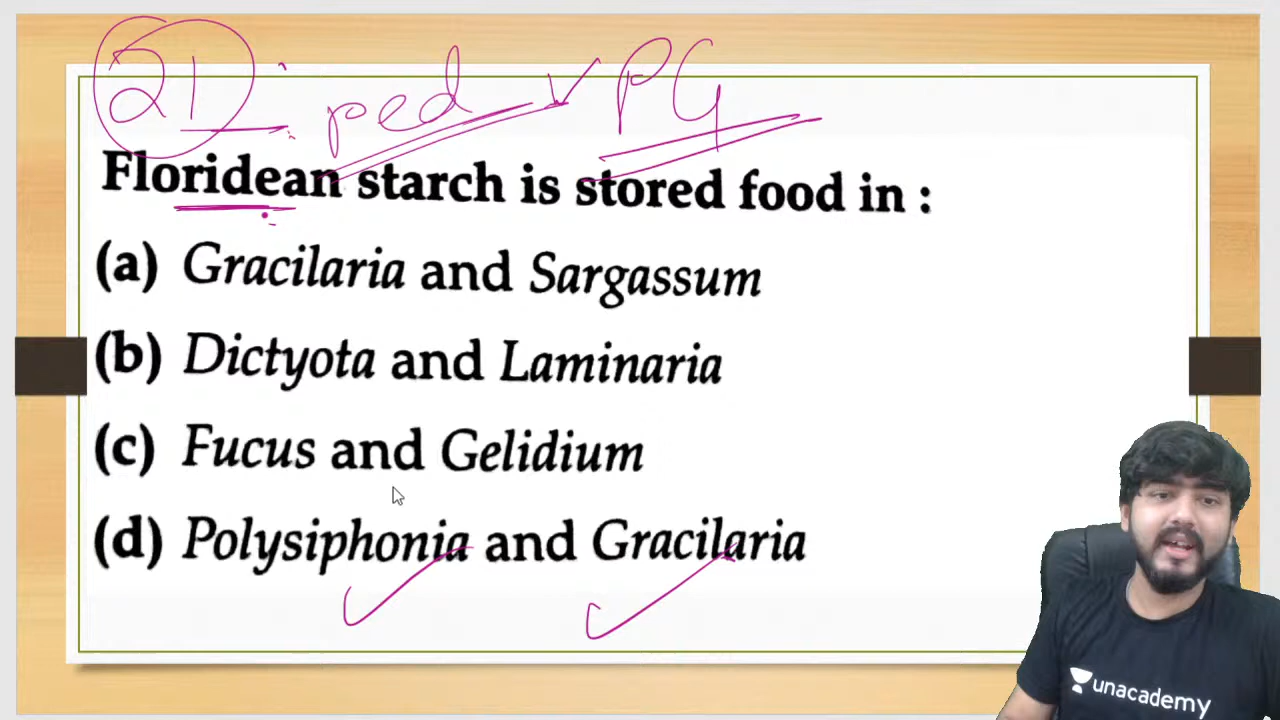 21 : ped PG
Floridean starch is stored food in :
(a) Gracilaria and Sargassum
(b) Dictyota and Laminaria
(c) Fucus and Gelidium
(d) Polysiphonia and Gracilaria
unacademy